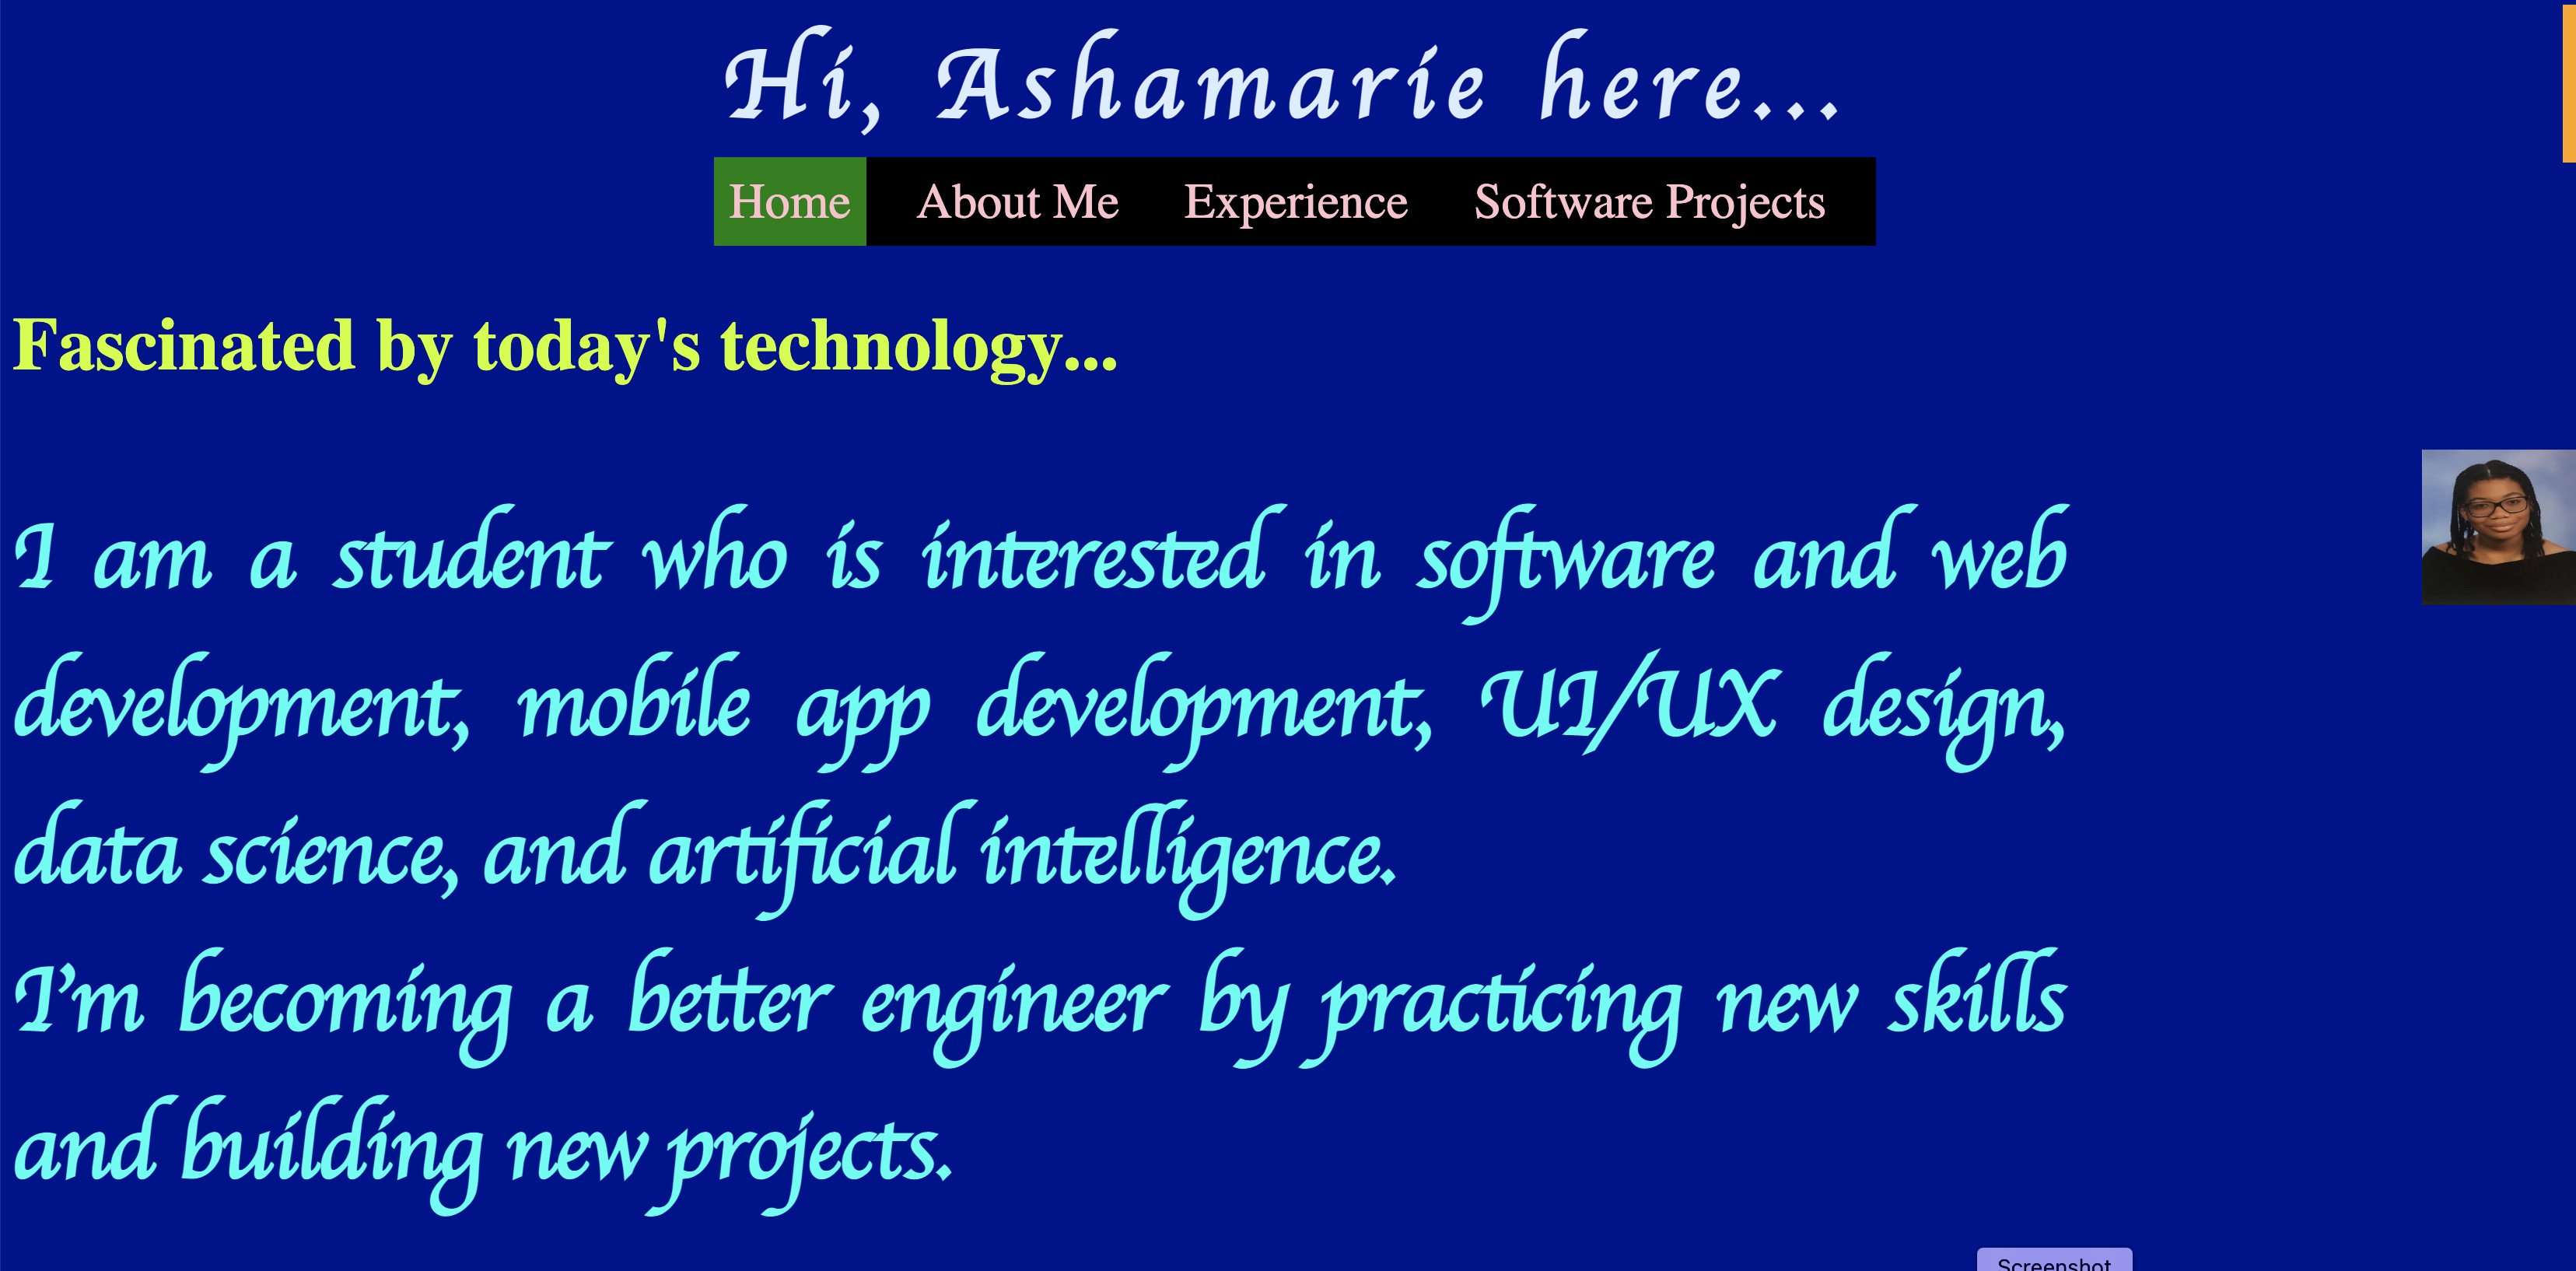 Hi, Ashamarie here...
Home About Me Experience Software Projects
Fascinated by today's technology...
I am a student who is interested in software and web
development, mobile app development, UI/UX design,
data science, and artificial intelligence.
I'm becoming a better engineer by practicing new skills
and building new projects.
Screenshot